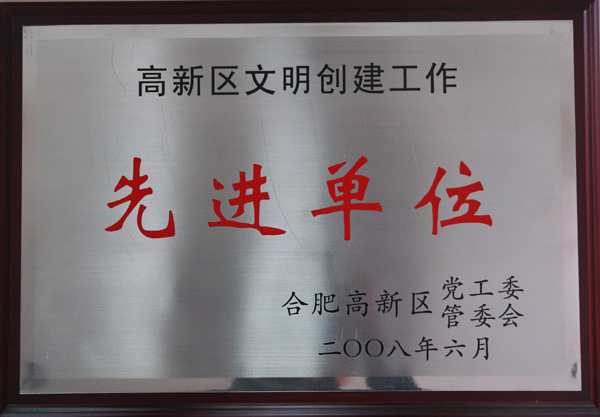 高新区文明创建工作
先进单位
合肥高新区党工委
管委会
二〇〇八年六月